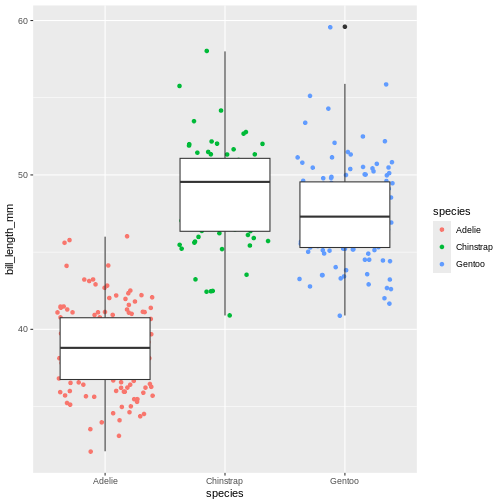 60
50
40
bill_length_mm
Adelie
Chinstrap
Gentoo
species
species
Adelie
Chinstrap
Gentoo